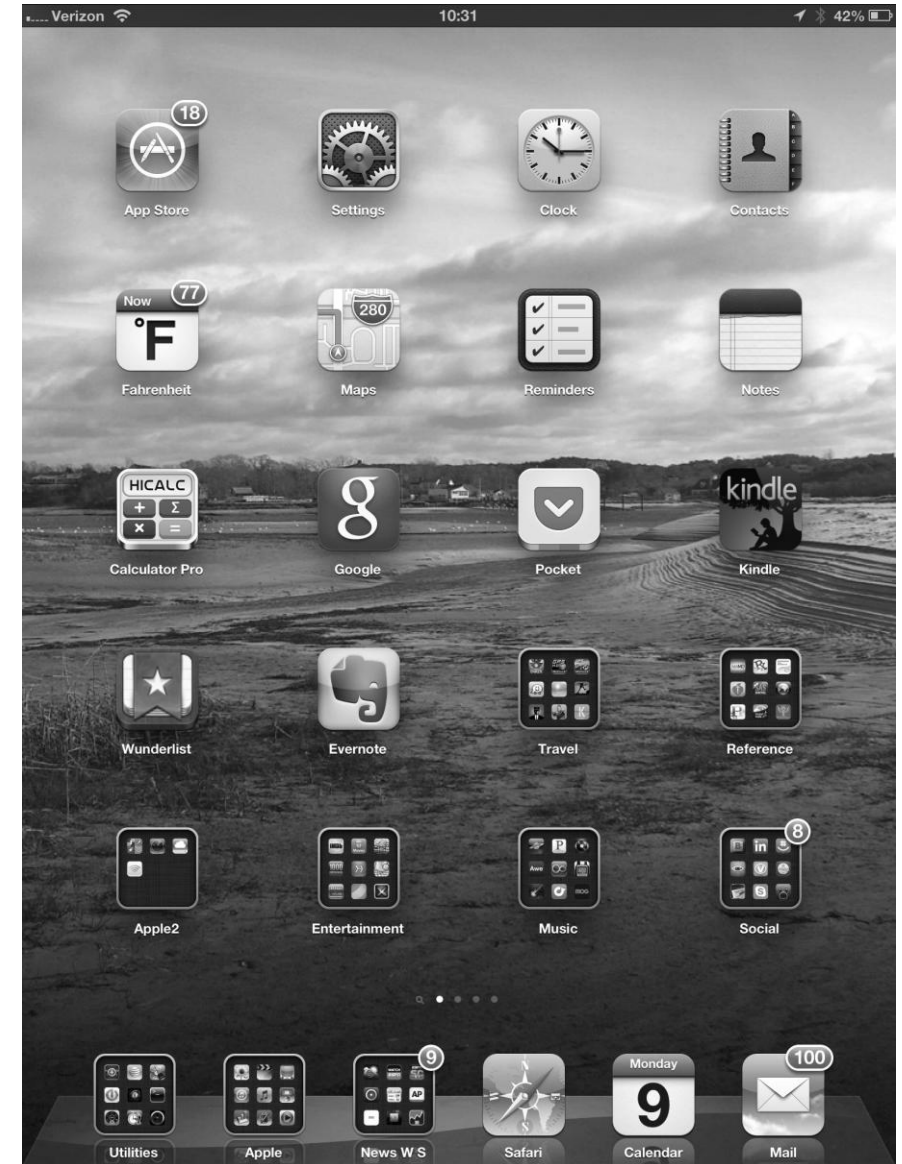 Verizon 10:31 42%
18
App Store Settings Clock Contacts
Now 77 280
°F
Fahrenheit Maps Reminders Notes
HICALC g kindle
+ Σ
× =
Calculator Pro Google Pocket Kindle
Wunderlist Evernote Travel Reference
8
P in
Awe
S
Apple2 Entertainment Music Social
9 Monday 100
AP 9
Utilities Apple News W S Safari Calendar Mail